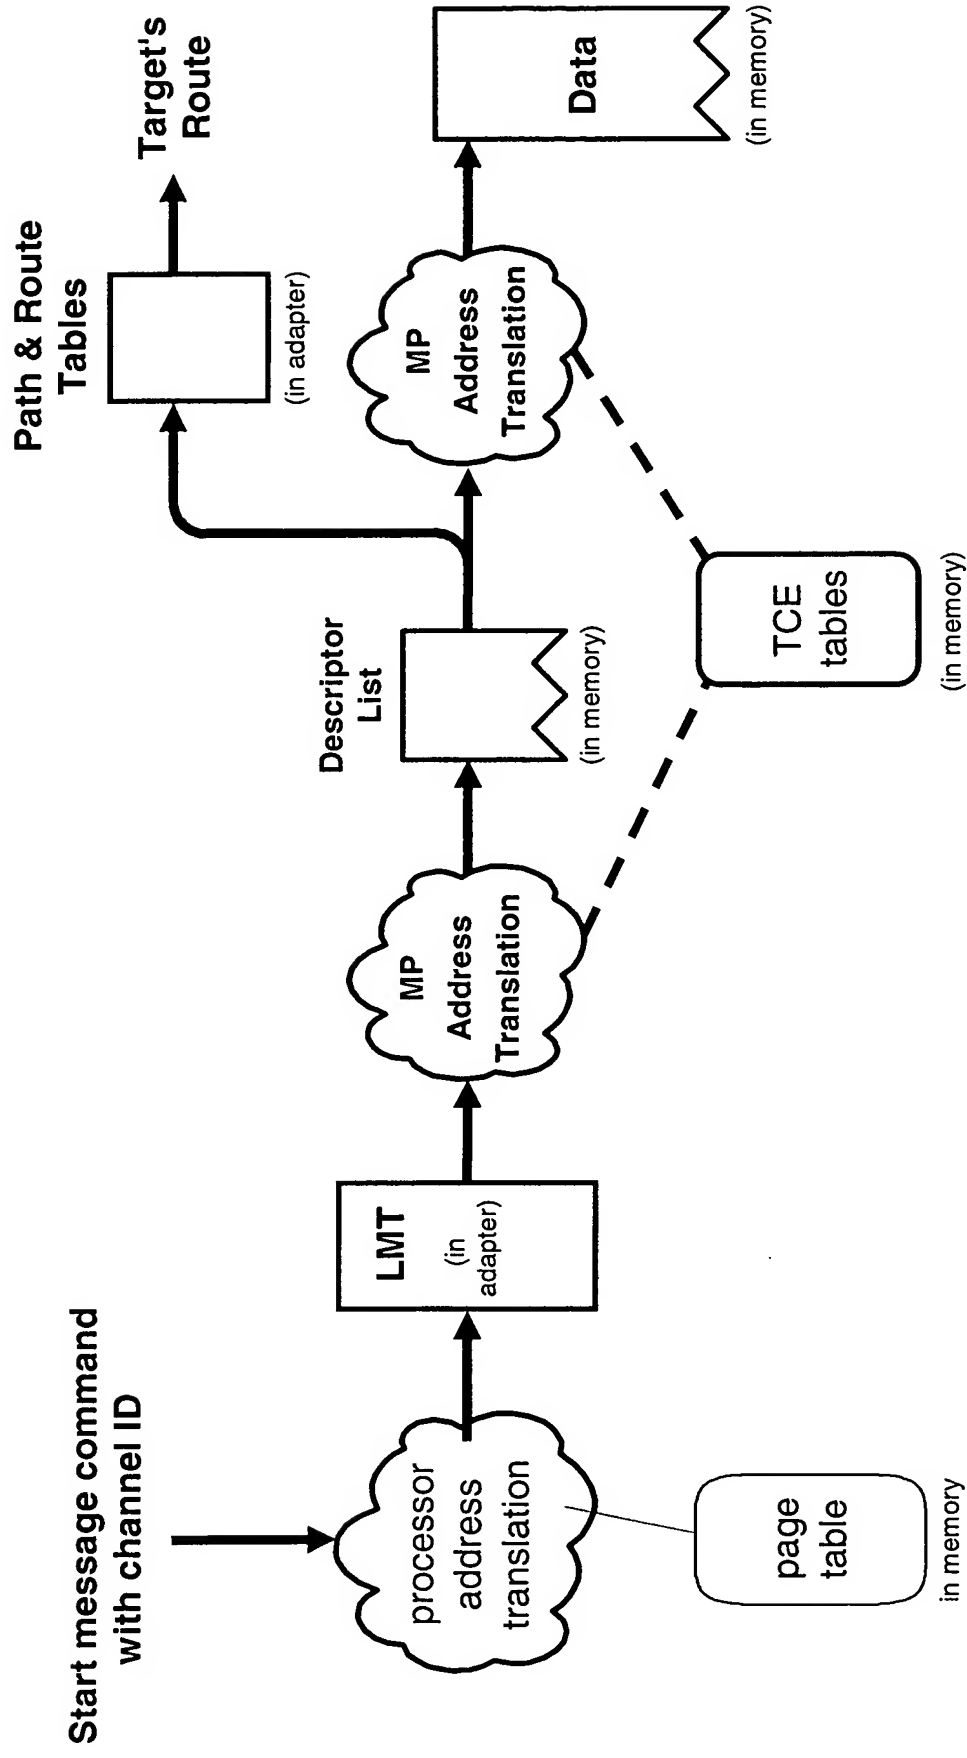 Start message command
with channel ID
processor
address
translation
page
table
in memory
LMT
(in
adapter)
MP
Address
Translation
Descriptor
List
(in memory)
TCE
tables
(in memory)
Path & Route
Tables
(in adapter)
MP
Address
Translation
Target's
Route
Data
(in memory)